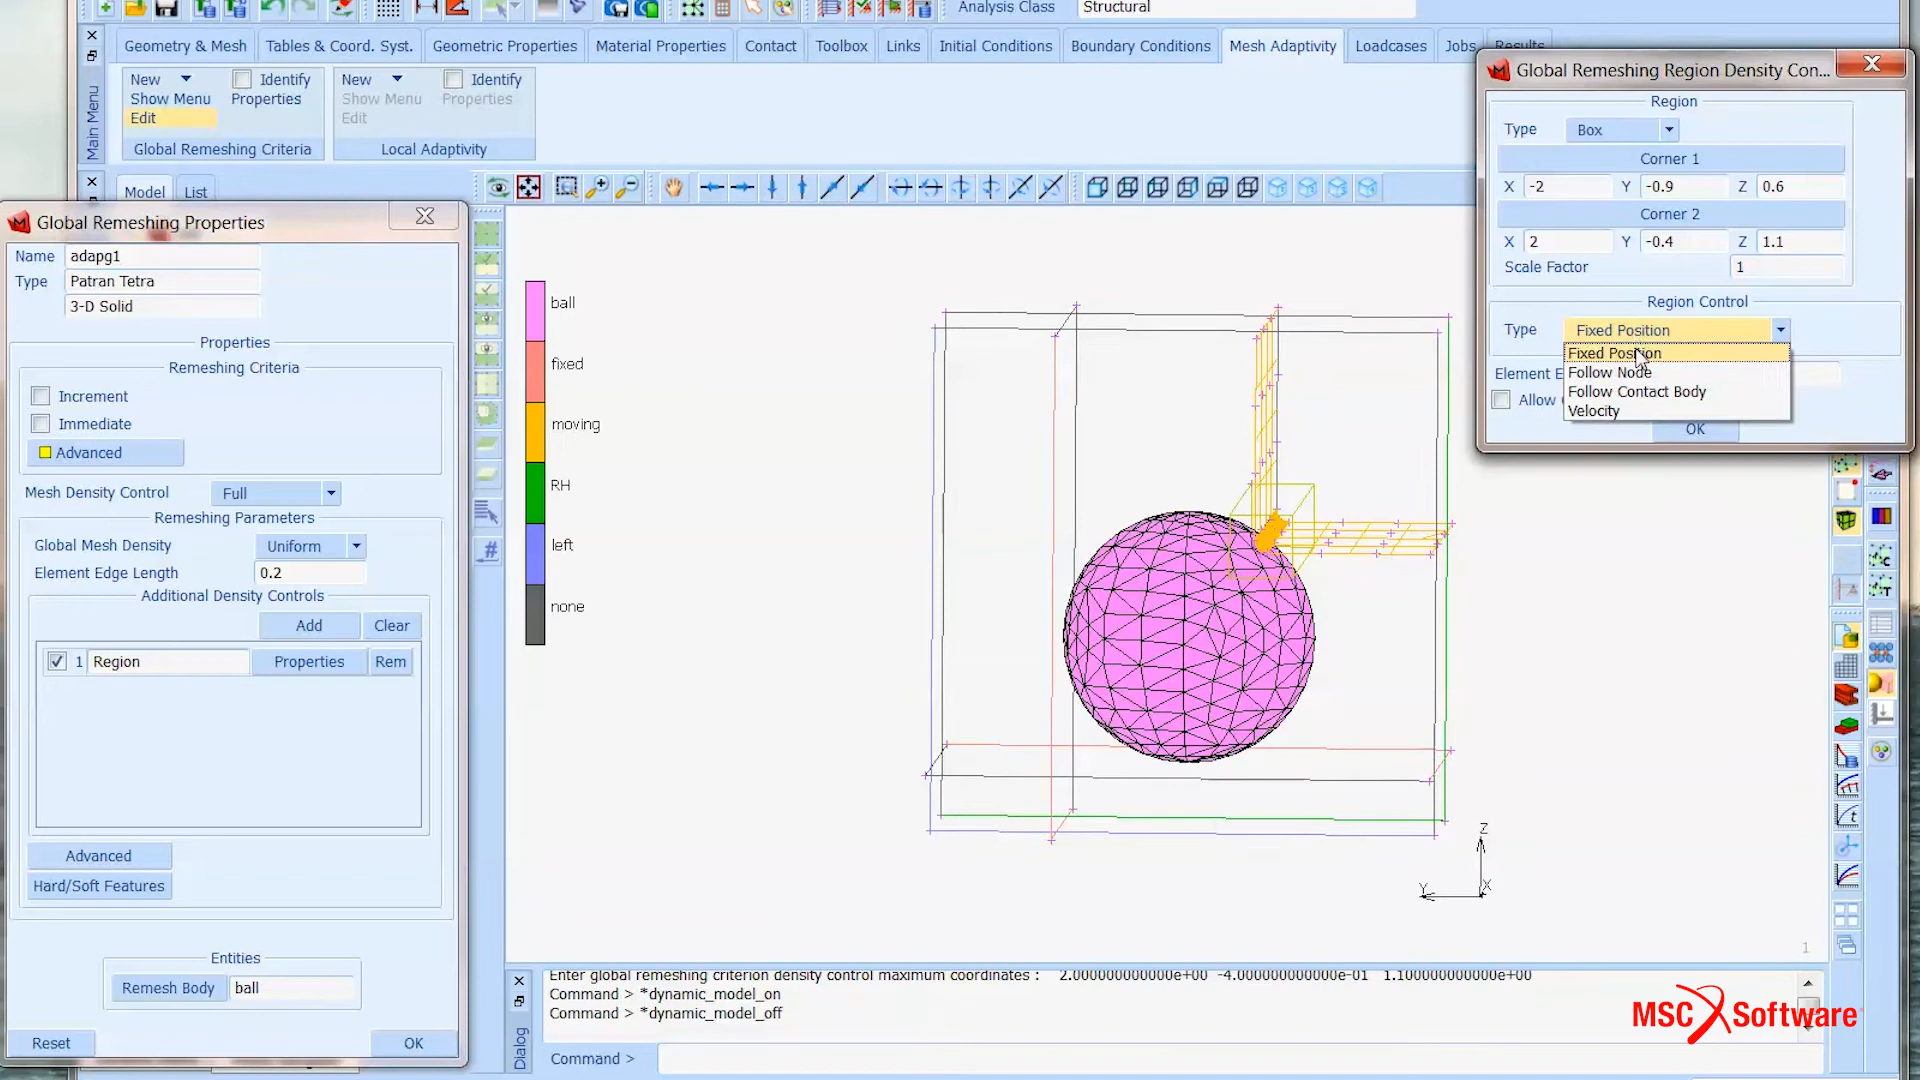 Analysis Class
Structural
Geometry & Mesh
Tables & Coord. Syst.
Geometric Properties
Material Properties
Contact
Toolbox
Links
Initial Conditions
Boundary Conditions
Mesh Adaptivity
Loadcases
Jobs
Results
Main Menu
New
Identify
Show Menu
Properties
Edit
Global Remeshing Criteria
New
Identify
Show Menu
Properties
Edit
Local Adaptivity
Model
List
Global Remeshing Properties
Name adapg1
Type Patran Tetra
3-D Solid
Properties
Remeshing Criteria
Increment
Immediate
Advanced
Mesh Density Control Full
Remeshing Parameters
Global Mesh Density Uniform
Element Edge Length 0.2
Additional Density Controls
Add Clear
1 Region Properties Rem
Advanced
Hard/Soft Features
Entities
Remesh Body ball
Reset OK
ball
fixed
moving
RH
left
none
Z
Y
X
1
Global Remeshing Region Density Con...
Region
Type Box
Corner 1
X -2 Y -0.9 Z 0.6
Corner 2
X 2 Y -0.4 Z 1.1
Scale Factor 1
Region Control
Type Fixed Position
Fixed Position
Follow Node
Follow Contact Body
Velocity
Element E
Allow
OK
Dialog
Enter global remeshing criterion density control maximum coordinates : 2.000000000000e+00 -4.000000000000e-01 1.100000000000e+00
Command > *dynamic_model_on
Command > *dynamic_model_off
Command >
MSC Software